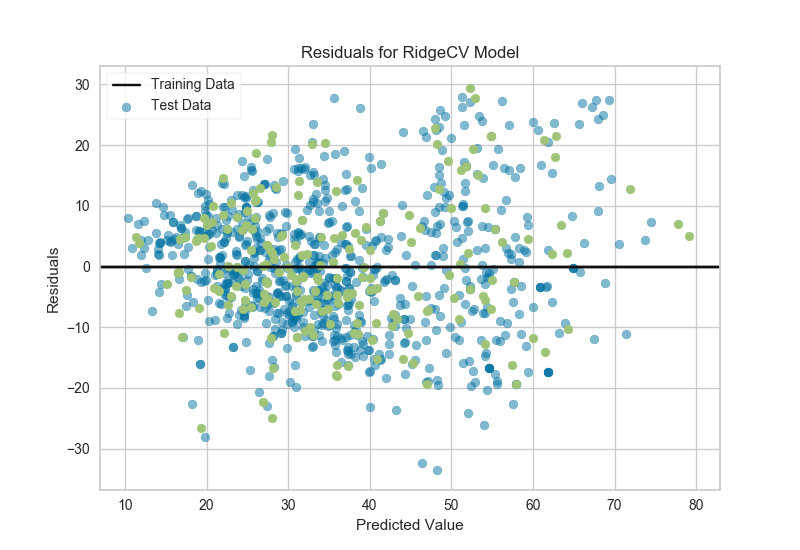 Residuals for RidgeCV Model
Training Data
Test Data
30
20
10
0
−10
−20
−30
Residuals
10 20 30 40 50 60 70 80
Predicted Value